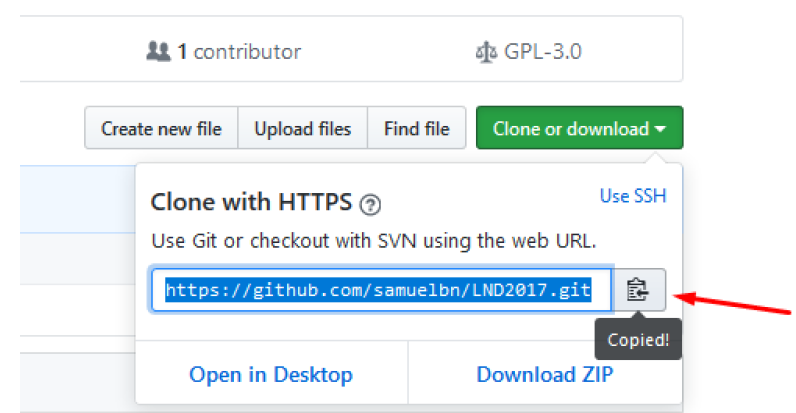 1 contributor
GPL-3.0
Create new file
Upload files
Find file
Clone or download
Clone with HTTPS
Use SSH
Use Git or checkout with SVN using the web URL.
https://github.com/samuelbn/LND2017.git
Copied!
Open in Desktop
Download ZIP